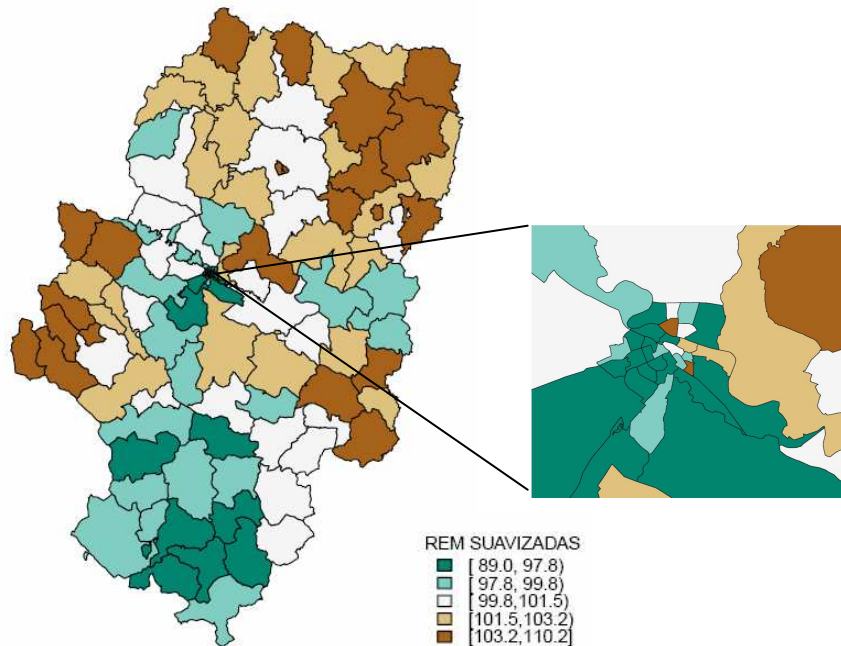 REM SUAVIZADAS
[ 89.0, 97.8)
[ 97.8, 99.8)
[ 99.8,101.5)
[101.5,103.2)
[103.2,110.2]